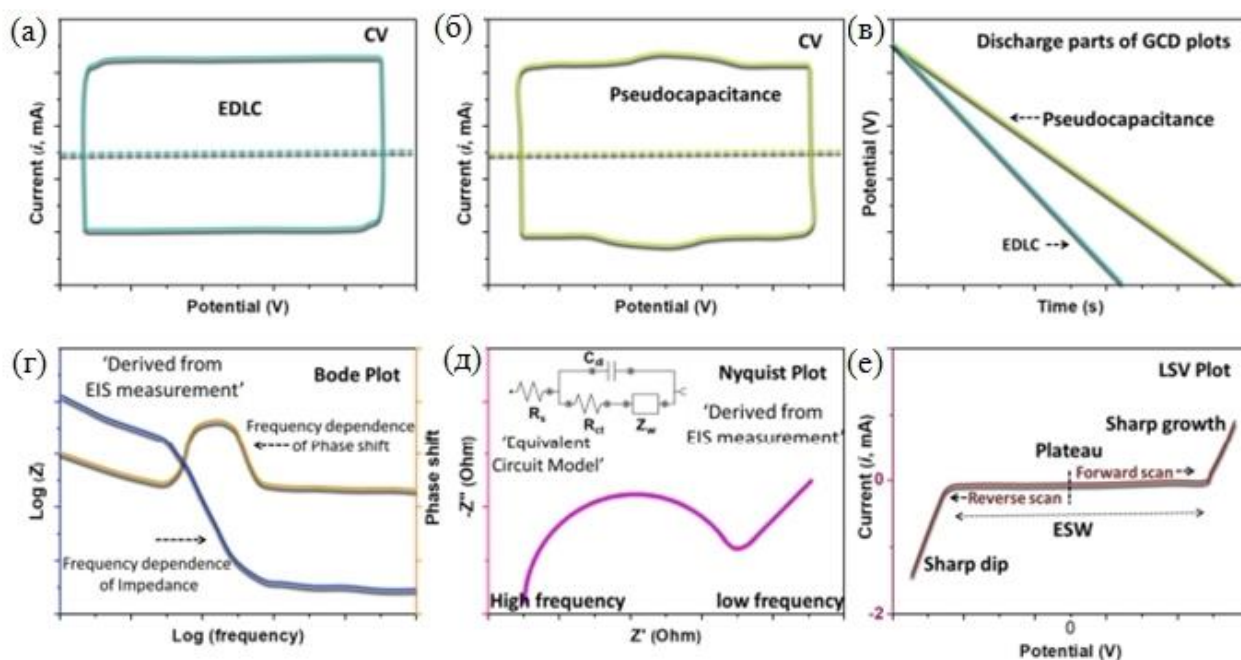 (а)
CV
EDLC
Current (i, mA)
Potential (V)
(б)
CV
Pseudocapacitance
Current (i, mA)
Potential (V)
(в)
Discharge parts of GCD plots
Pseudocapacitance
EDLC
Potential (V)
Time (s)
(г)
'Derived from
EIS measurement'
Bode Plot
Frequency dependence
of Phase shift
Frequency dependence
of Impedance
Log (Z)
Phase shift
Log (frequency)
(д)
Nyquist Plot
Cdl
Rs
Rct
Zw
'Derived from
EIS measurement'
'Equivalent
Circuit Model'
-Z'' (Ohm)
High frequency
low frequency
Z' (Ohm)
(е)
LSV Plot
Sharp growth
Plateau
Forward scan
Reverse scan
ESW
Sharp dip
Current (i, mA)
0
-2
0
Potential (V)